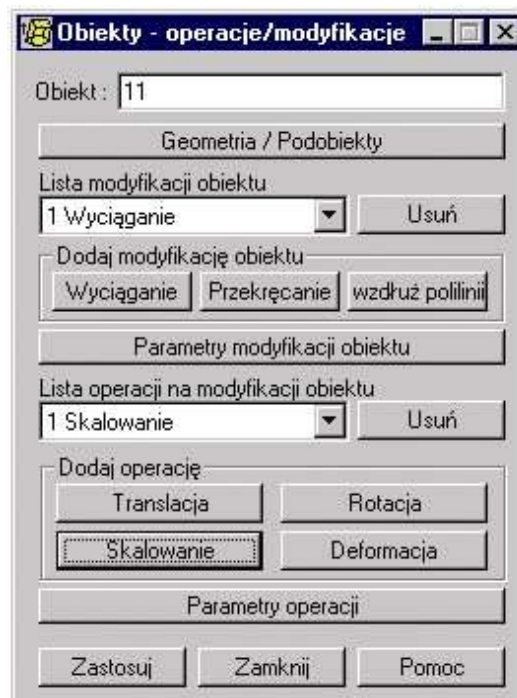 Obiekty - operacje/modyfikacje
Obiekt : 11
Geometria / Podobiekty
Lista modyfikacji obiektu
1 Wyciąganie Usuń
Dodaj modyfikację obiektu
Wyciąganie Przekręcanie wzdłuż polilinii
Parametry modyfikacji obiektu
Lista operacji na modyfikacji obiektu
1 Skalowanie Usuń
Dodaj operację
Translacja Rotacja
Skalowanie Deformacja
Parametry operacji
Zastosuj Zamknij Pomoc